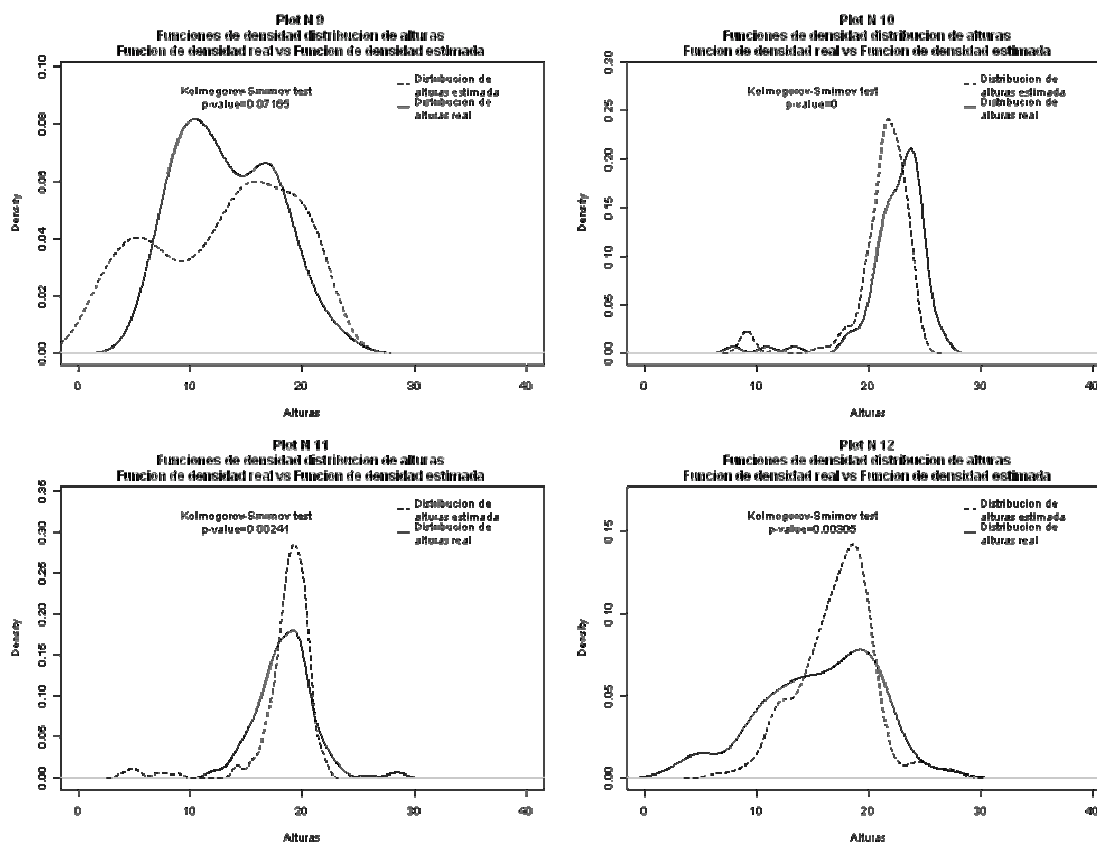 Plot N 9
Funciones de densidad distribucion de alturas
Funcion de densidad real vs Funcion de densidad estimada
Kolmogorov-Smirnov test
p-value=0.07165
Distribucion de
alturas estimada
Distribucion de
alturas real
Density
0.00
0.02
0.04
0.06
0.08
0.10
0
10
20
30
40
Alturas
Plot N 10
Funciones de densidad distribucion de alturas
Funcion de densidad real vs Funcion de densidad estimada
Kolmogorov-Smirnov test
p-value=0
Distribucion de
alturas estimada
Distribucion de
alturas real
Density
0.00
0.05
0.10
0.15
0.20
0.25
0.30
0
10
20
30
40
Alturas
Plot N 11
Funciones de densidad distribucion de alturas
Funcion de densidad real vs Funcion de densidad estimada
Kolmogorov-Smirnov test
p-value=0.00241
Distribucion de
alturas estimada
Distribucion de
alturas real
Density
0.00
0.05
0.10
0.15
0.20
0.25
0.30
0.35
0
10
20
30
40
Alturas
Plot N 12
Funciones de densidad distribucion de alturas
Funcion de densidad real vs Funcion de densidad estimada
Kolmogorov-Smirnov test
p-value=0.00305
Distribucion de
alturas estimada
Distribucion de
alturas real
Density
0.00
0.05
0.10
0.15
0
10
20
30
40
Alturas